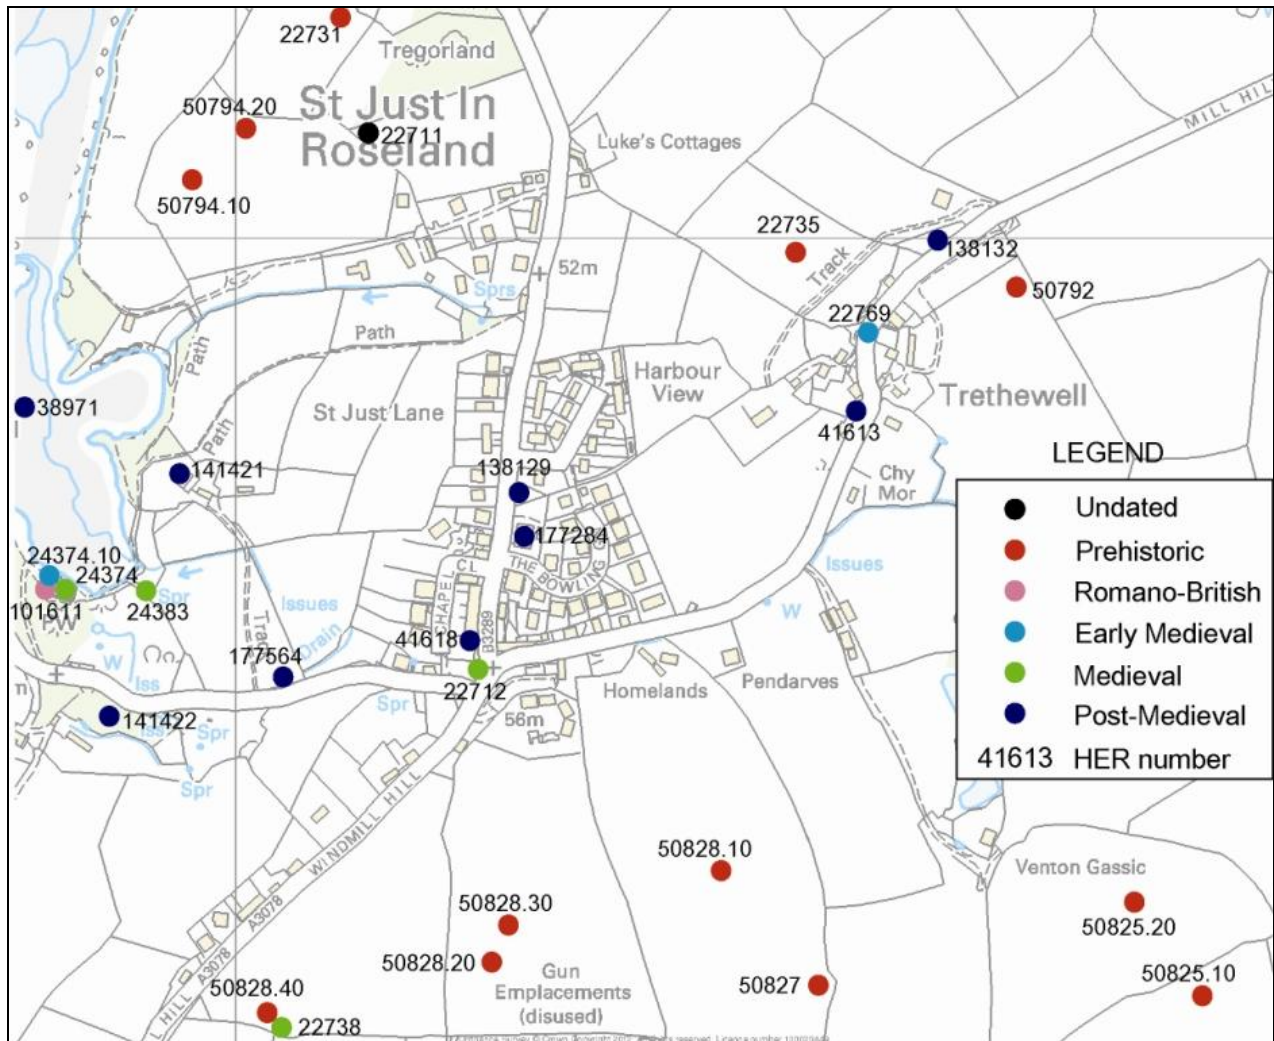 22731
Tregorland
50794.20
St Just In
Roseland
22711
MILL HIL
Luke's Cottages
50794.10
22735
138132
Track
52m
Sprs
50792
22769
Path
Path
Harbour
View
Trethewell
38971
St Just Lane
Path
41613
LEGEND
141421
138129
Chy
Mor
Undated
177284
Prehistoric
24374.10
24374
THE BOWLING
Issues
Romano-British
101611
24383
Spr
Issues
CHAPEL
CL
W
PW
Early Medieval
Drain
41618
B3289
177564
W
Iss
Medieval
22712
Homelands
Pendarves
Spr
141422
Iss
Spr
56m
Post-Medieval
41613
HER number
Spr
WINDMILL HILL
50828.10
Venton Gassic
A3078
50828.30
50825.20
A3078
50828.20
Gun
Emplacements
(disused)
50827
50825.10
50828.40
L HILL
22738